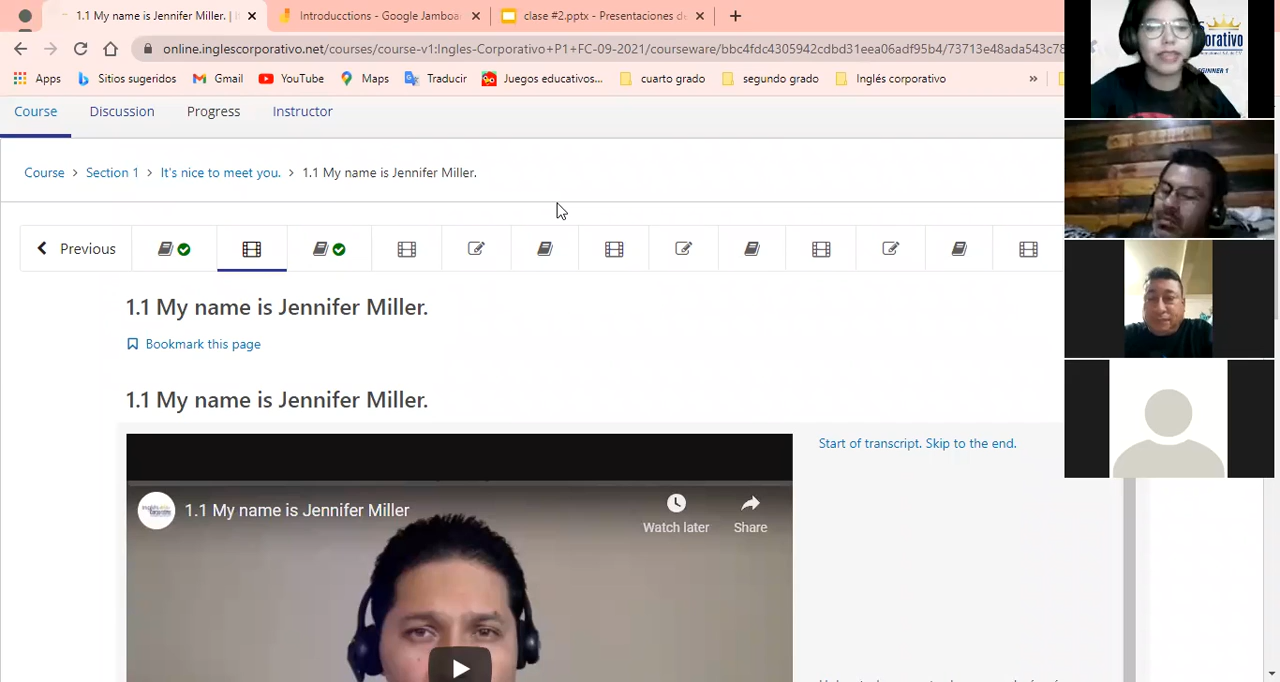 1.1 My name is Jennifer Miller. |
Introducctions - Google Jamboa
clase #2.pptx - Presentaciones de
online.inglescorporativo.net/courses/course-v1:Ingles-Corporativo+P1+FC-09-2021/courseware/bbc4fdc4305942cdbd31eea06adf95b4/73713e48ada543c78
Apps
Sitios sugeridos
Gmail
YouTube
Maps
Traducir
Juegos educativos...
cuarto grado
segundo grado
Inglés corporativo
»
Course
Discussion
Progress
Instructor
Course > Section 1 > It's nice to meet you. > 1.1 My name is Jennifer Miller.
Previous
1.1 My name is Jennifer Miller.
Bookmark this page
1.1 My name is Jennifer Miller.
Start of transcript. Skip to the end.
1.1 My name is Jennifer Miller
Watch later
Share